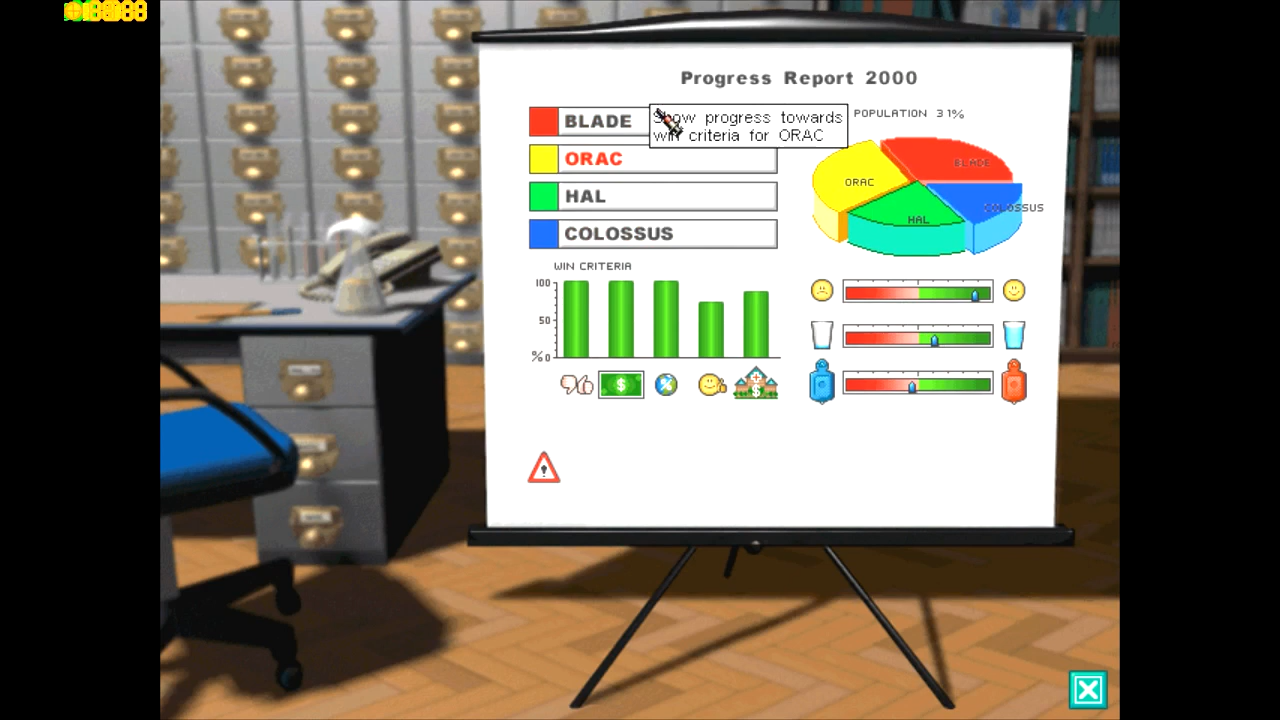 Progress Report 2000
BLADE
ORAC
HAL
COLOSSUS
Show progress towards
win criteria for ORAC
POPULATION 31%
BLADE
ORAC
COLOSSUS
HAL
WIN CRITERIA
100
50
% 0